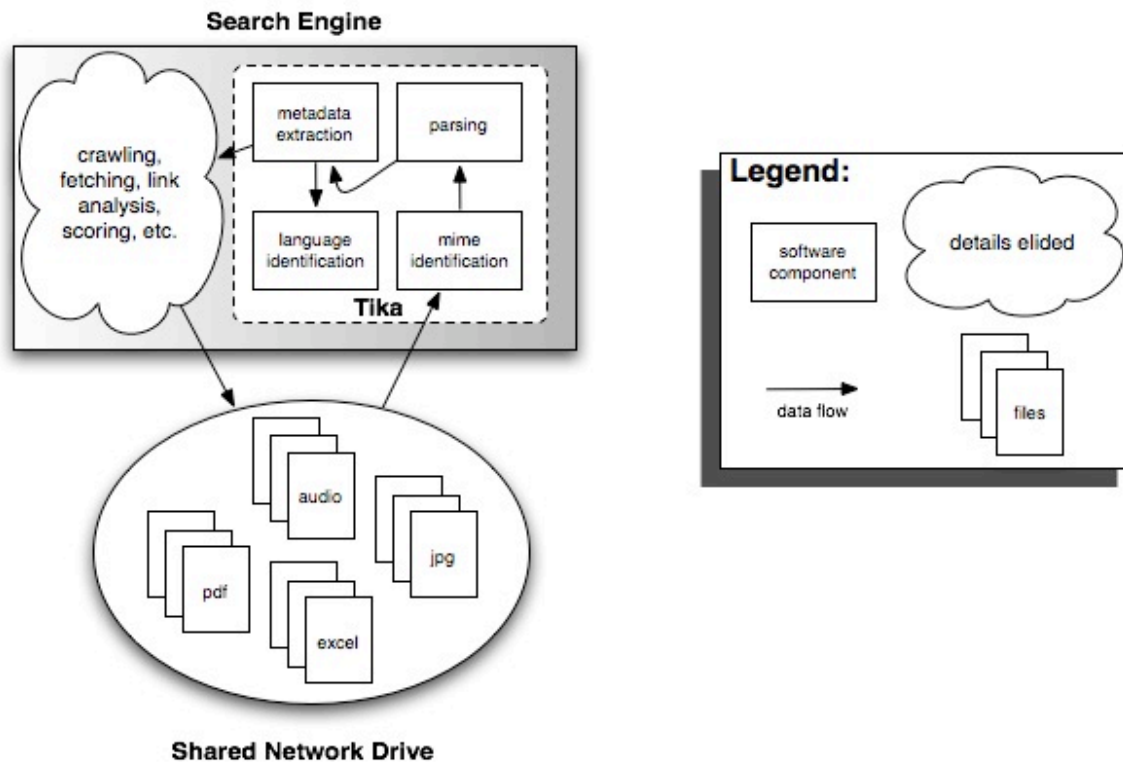 Search Engine
crawling,
fetching, link
analysis,
scoring, etc.
metadata
extraction
parsing
language
identification
mime
identification
Tika
audio
jpg
pdf
excel
Shared Network Drive
Legend:
software
component
details elided
data flow
files